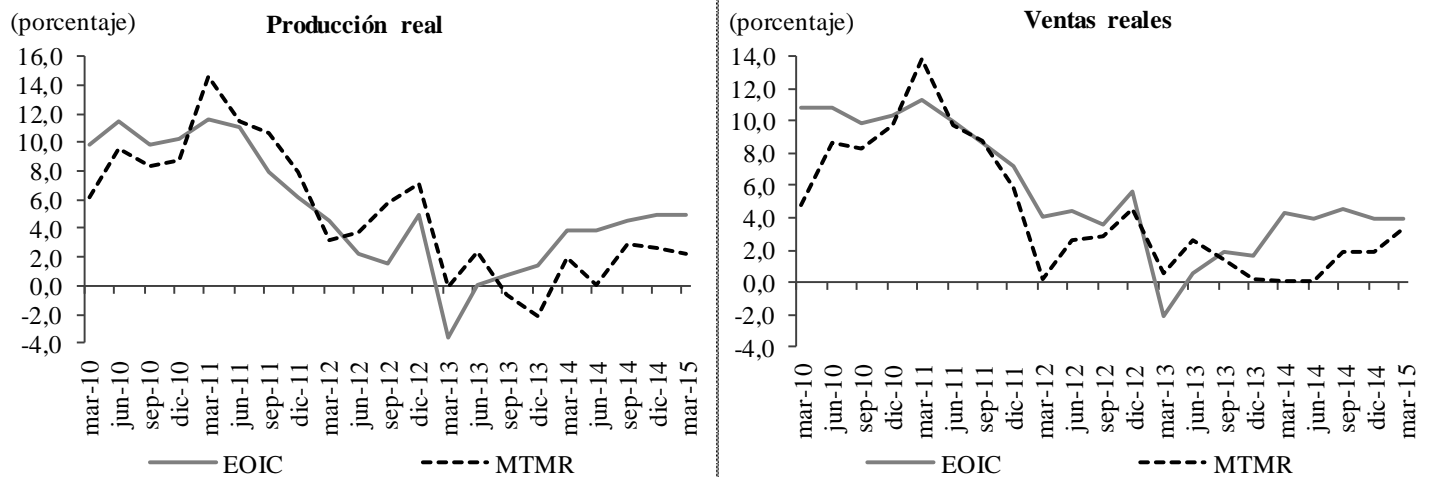 (porcentaje)
Producción real
16,0
14,0
12,0
10,0
8,0
6,0
4,0
2,0
0,0
-2,0
-4,0
mar-10
jun-10
sep-10
dic-10
mar-11
jun-11
sep-11
dic-11
mar-12
jun-12
sep-12
dic-12
mar-13
jun-13
sep-13
dic-13
mar-14
jun-14
sep-14
dic-14
mar-15
EOIC MTMR
(porcentaje)
Ventas reales
14,0
12,0
10,0
8,0
6,0
4,0
2,0
0,0
-2,0
-4,0
mar-10
jun-10
sep-10
dic-10
mar-11
jun-11
sep-11
dic-11
mar-12
jun-12
sep-12
dic-12
mar-13
jun-13
sep-13
dic-13
mar-14
jun-14
sep-14
dic-14
mar-15
EOIC MTMR